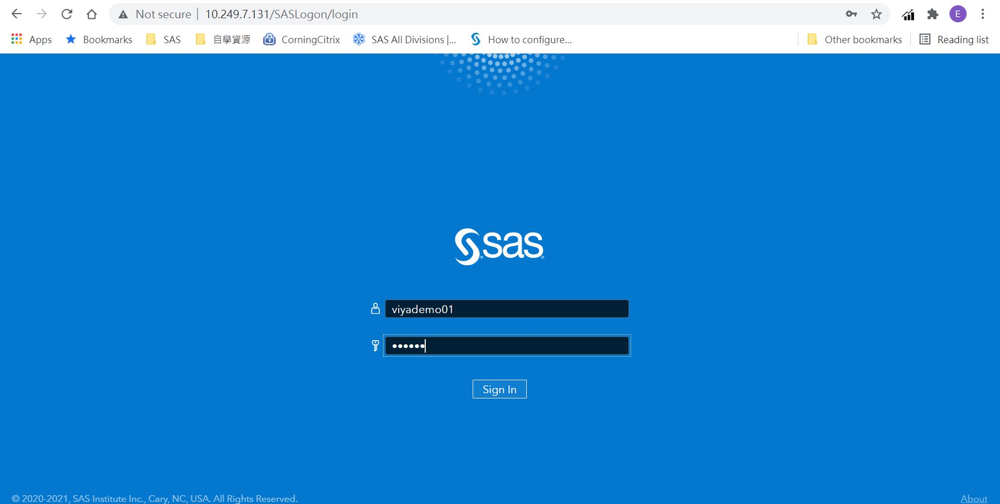 Not secure | 10.249.7.131/SASLogon/login E
Apps Bookmarks SAS 自學資源 CorningCitrix SAS All Divisions |... How to configure... Other bookmarks Reading list
sas
viyademo01
••••••
Sign In
© 2020-2021, SAS Institute Inc., Cary, NC, USA. All Rights Reserved. About